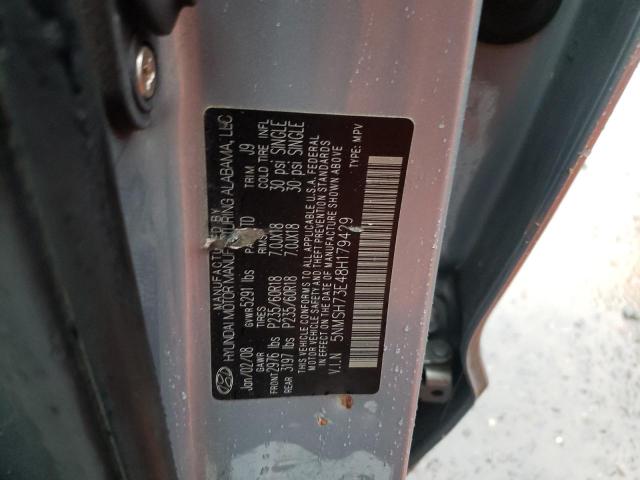 MANUFACTURED BY
HYUNDAI MOTOR MANUFACTURING ALABAMA, LLC
Jun/02/08 GVWR 5291 lbs TRIM J9
GAWR TIRES RIMS COLD TIRE INFL
FRONT 2976 lbs P235/60R18 7.0JX18 30 psi SINGLE
REAR 3197 lbs P235/60R18 7.0JX18 30 psi SINGLE
THIS VEHICLE CONFORMS TO ALL APPLICABLE U.S.A. FEDERAL
MOTOR VEHICLE SAFETY, BUMPER, AND THEFT PREVENTION STANDARDS
IN EFFECT ON THE DATE OF MANUFACTURE SHOWN ABOVE
V.I.N 5NMSH73E48H179429 TYPE: MPV